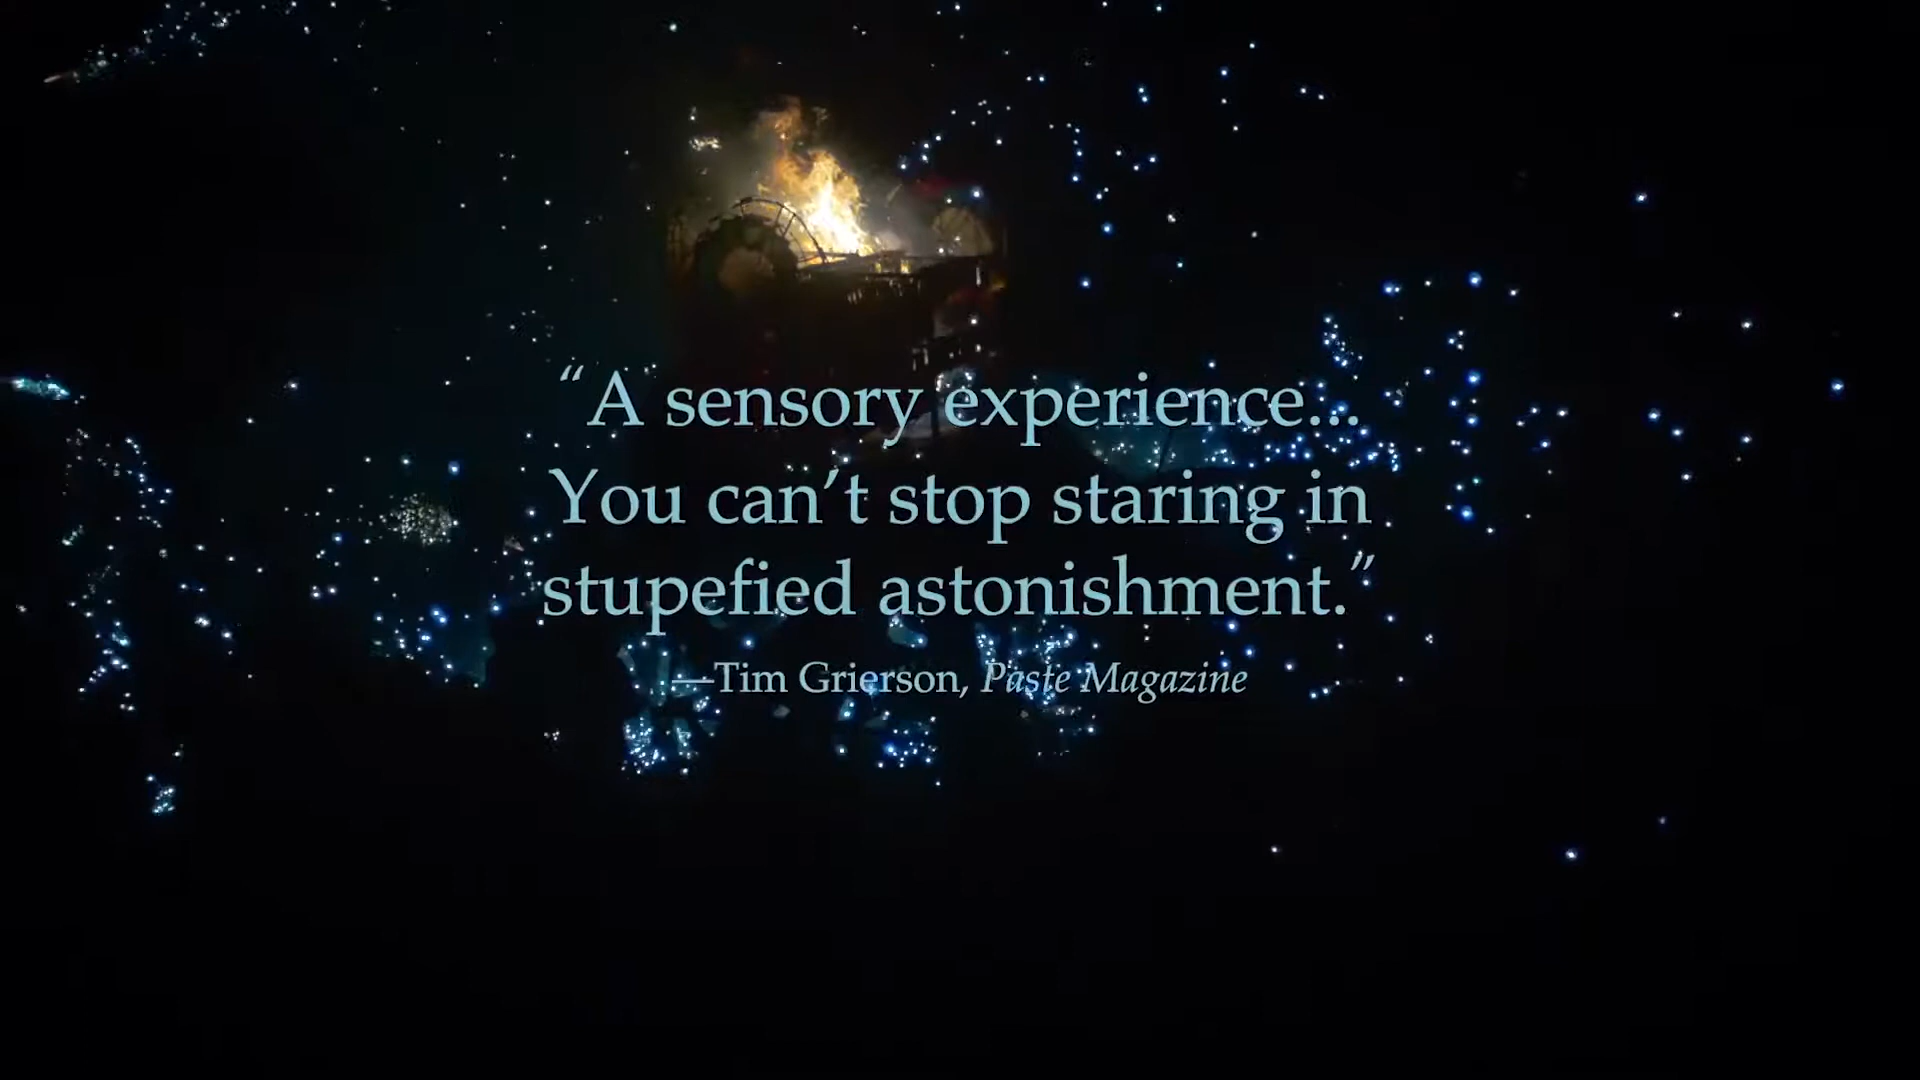 “A sensory experience...
You can’t stop staring in
stupefied astonishment.”
—Tim Grierson, Paste Magazine